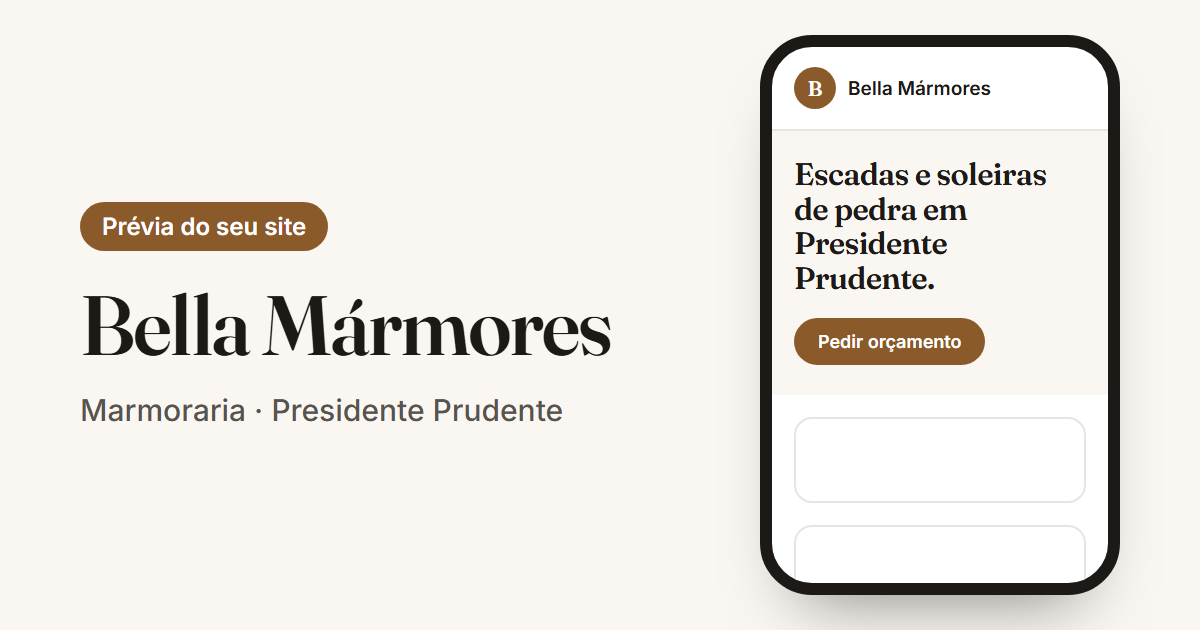 Prévia do seu site
Bella Mármores
Marmoraria · Presidente Prudente
B
Bella Mármores
Escadas e soleiras
de pedra em
Presidente
Prudente.
Pedir orçamento